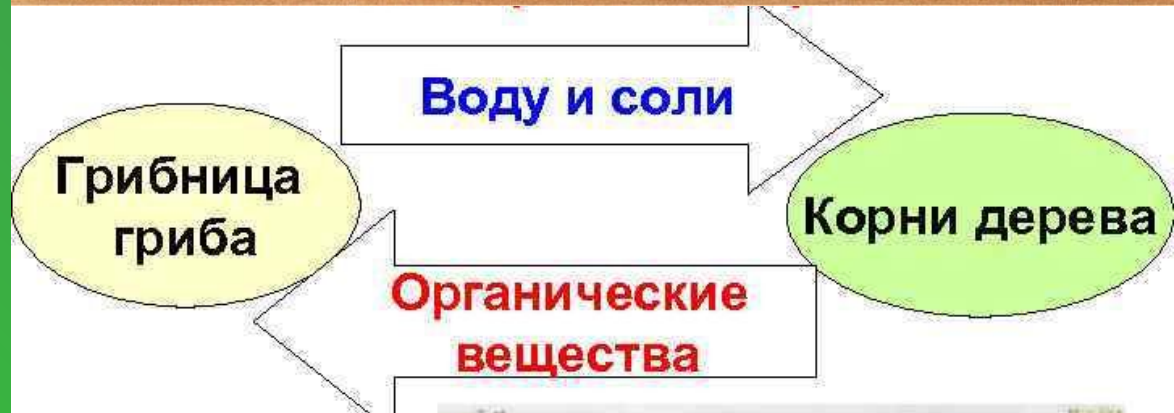 Воду и соли
Грибница
гриба
Корни дерева
Органические
вещества